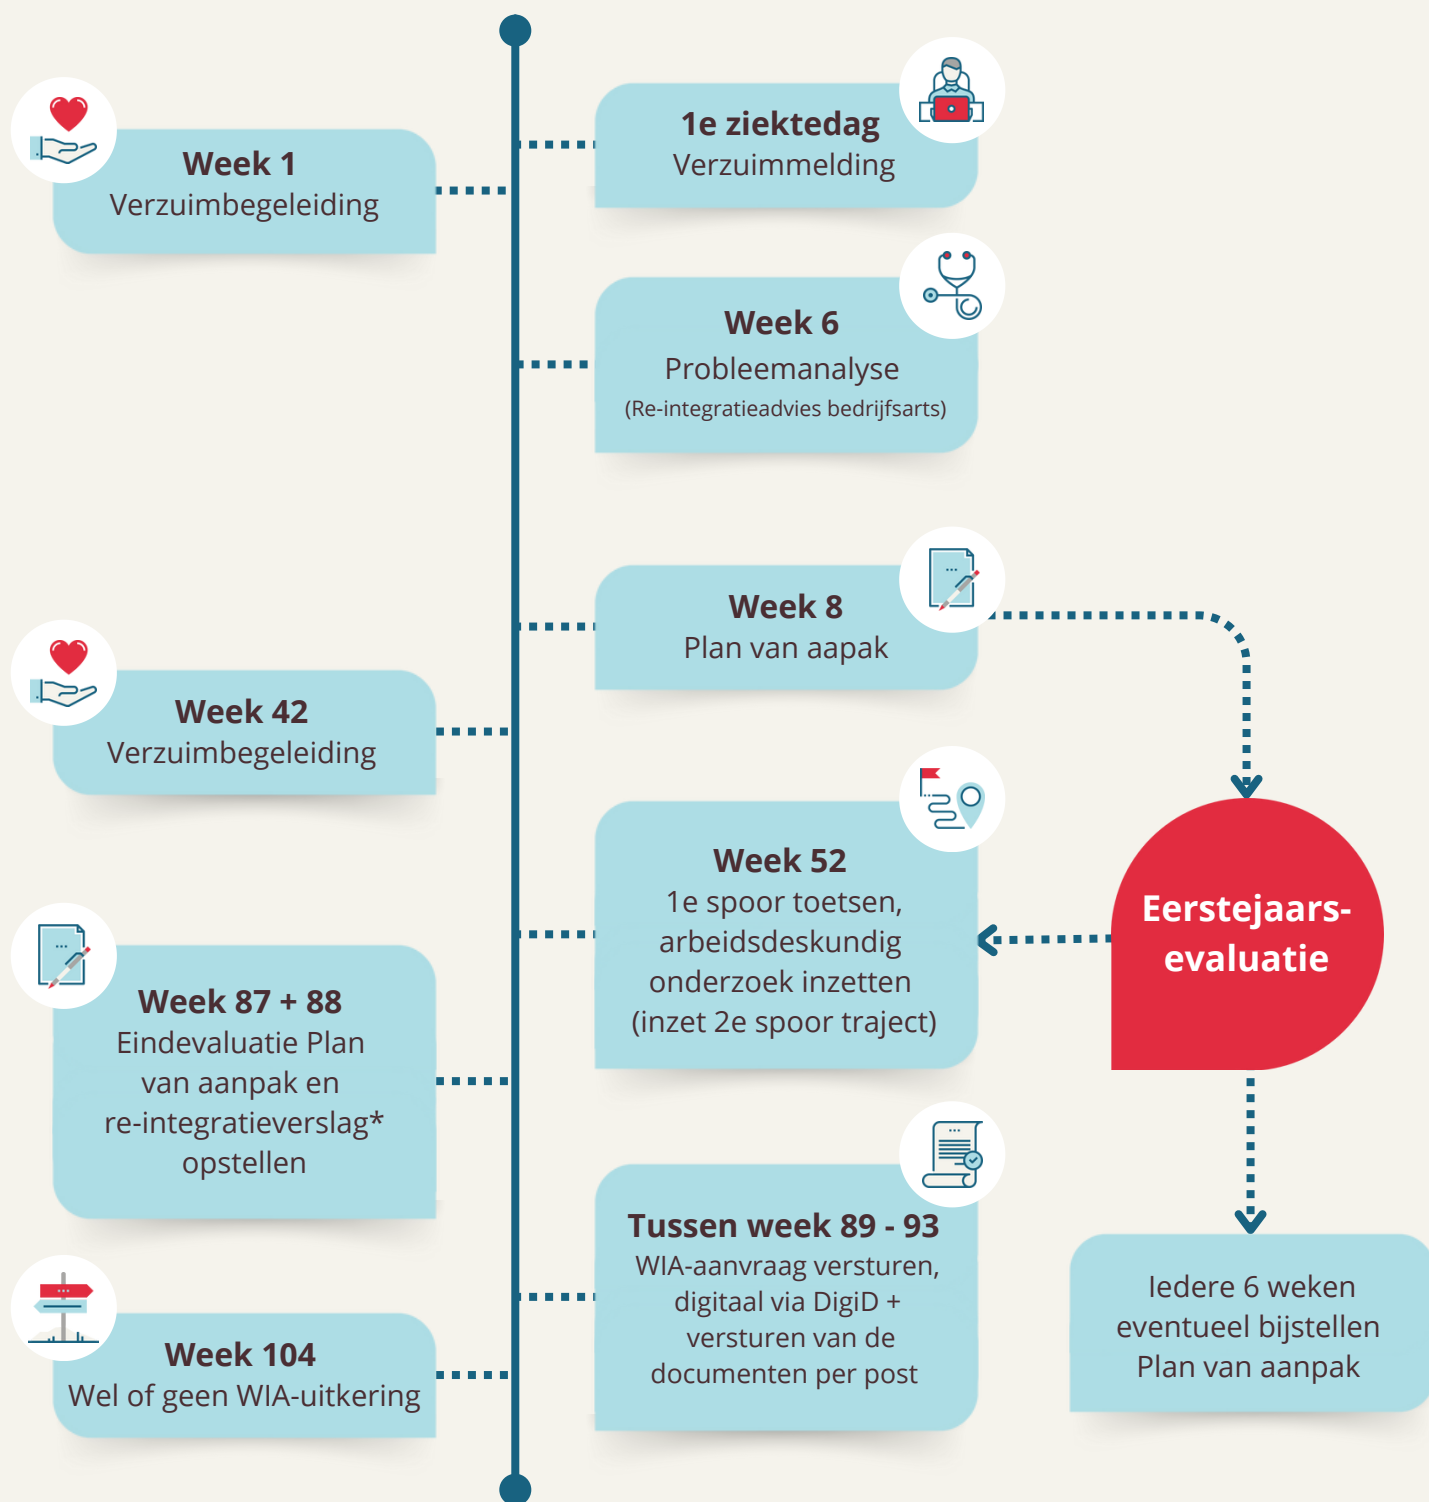 1e ziektedag
Verzuimmelding
Week 1
Verzuimbegeleiding
Week 6
Probleemanalyse
(Re-integratieadvies bedrijfsarts)
Week 8
Plan van aapak
Week 42
Verzuimbegeleiding
Week 52
1e spoor toetsen,
arbeidsdeskundig
onderzoek inzetten
(inzet 2e spoor traject)
Eerstejaars-
evaluatie
Week 87 + 88
Eindevaluatie Plan
van aanpak en
re-integratieverslag*
opstellen
Tussen week 89 - 93
WIA-aanvraag versturen,
digitaal via DigiD +
versturen van de
documenten per post
Iedere 6 weken
eventueel bijstellen
Plan van aanpak
Week 104
Wel of geen WIA-uitkering